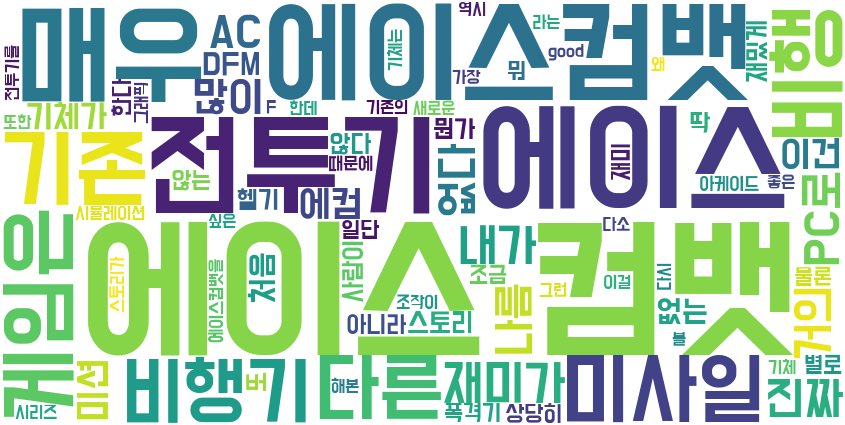 전투기를
매우
AC
DFM
많이
F
한다
그래픽
에이스컴뱃
역시
기체는
가장
good
라는
뭔
왜
재밌게
비행
또한
기체가
기존
한데
기존의
새로운
전투기
않다
때문에
않는
헬기
에컴
뭔가
없다
에이스
재미
딱
이건
아케이드
좋은
PC로
시뮬레이션
싶은
일단
다소
게임은
스토리가
에이스컴뱃을
처음
에이스컴뱃
사람이
내가
조금
조작이
아니라
스토리
나름
그런
이걸
다시
없는
볼
물론
거의
별로
시리즈
미션
비행기
버
해본
다른
재미가
폭격기
상당히
미사일
기체
진짜